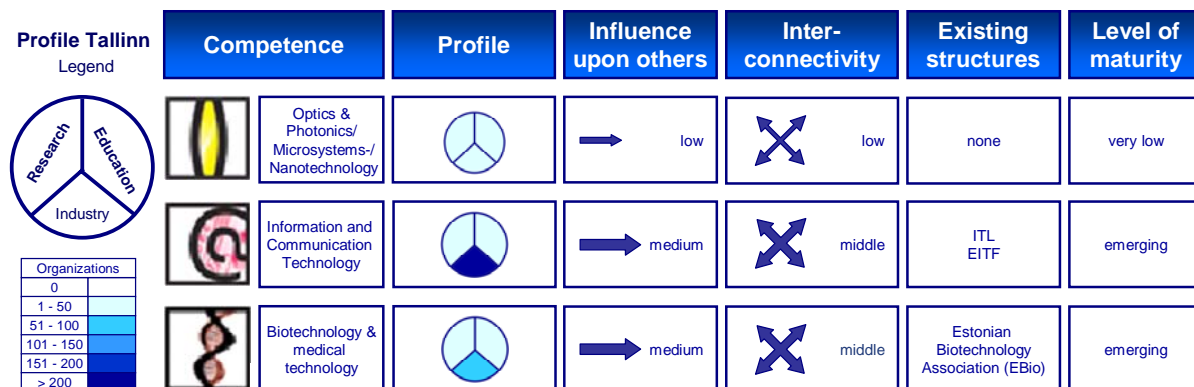 Profile Tallinn
Legend
Research
Education
Industry
Organizations
0
1 - 50
51 - 100
101 - 150
151 - 200
> 200
Competence
Profile
Influence
upon others
Inter-
connectivity
Existing
structures
Level of
maturity
Optics &
Photonics/
Microsystems-/
Nanotechnology
low
low
none
very low
@
Information and
Communication
Technology
medium
middle
ITL
EITF
emerging
Biotechnology &
medical
technology
medium
middle
Estonian
Biotechnology
Association (EBio)
emerging